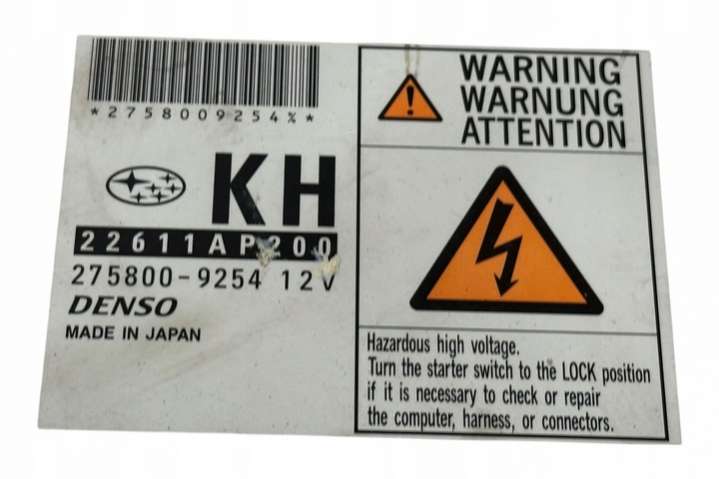 *2758009254%*
KH
22611AP200
275800-9254 12V
DENSO
MADE IN JAPAN
WARNING
WARNUNG
ATTENTION
Hazardous high voltage.
Turn the starter switch to the LOCK position
if it is necessary to check or repair
the computer, harness, or connectors.